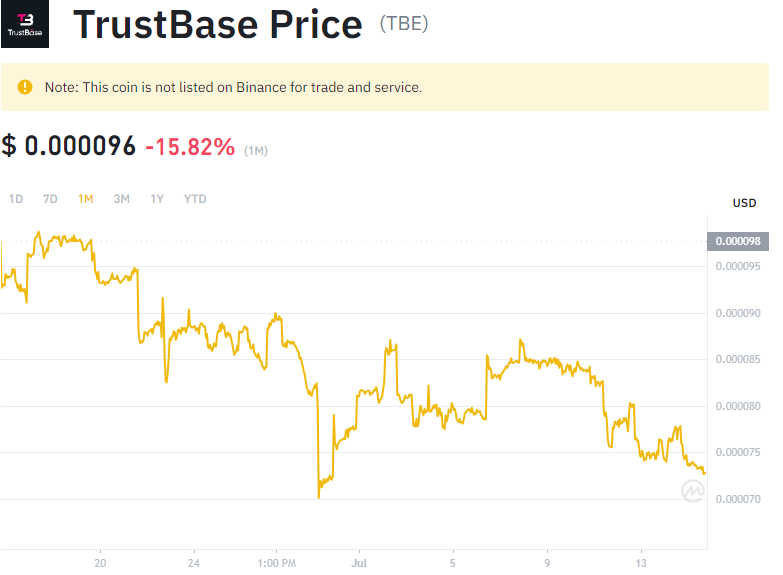 TrustBase
TrustBase Price (TBE)
Note: This coin is not listed on Binance for trade and service.
$ 0.000096 -15.82% (1M)
1D 7D 1M 3M 1Y YTD
USD
0.000098
0.000095
0.000090
0.000085
0.000080
0.000075
0.000070
20 24 1:00 PM Jul 5 9 13